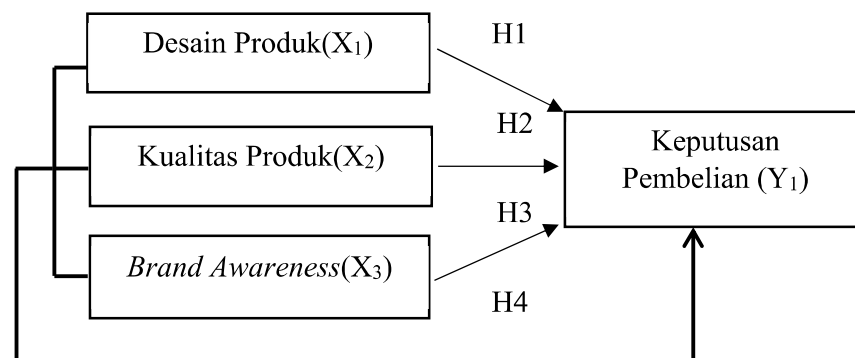 Desain Produk(X₁)
H1
H2
Kualitas Produk(X₂)
Keputusan
Pembelian (Y₁)
H3
Brand Awareness(X₃)
H4